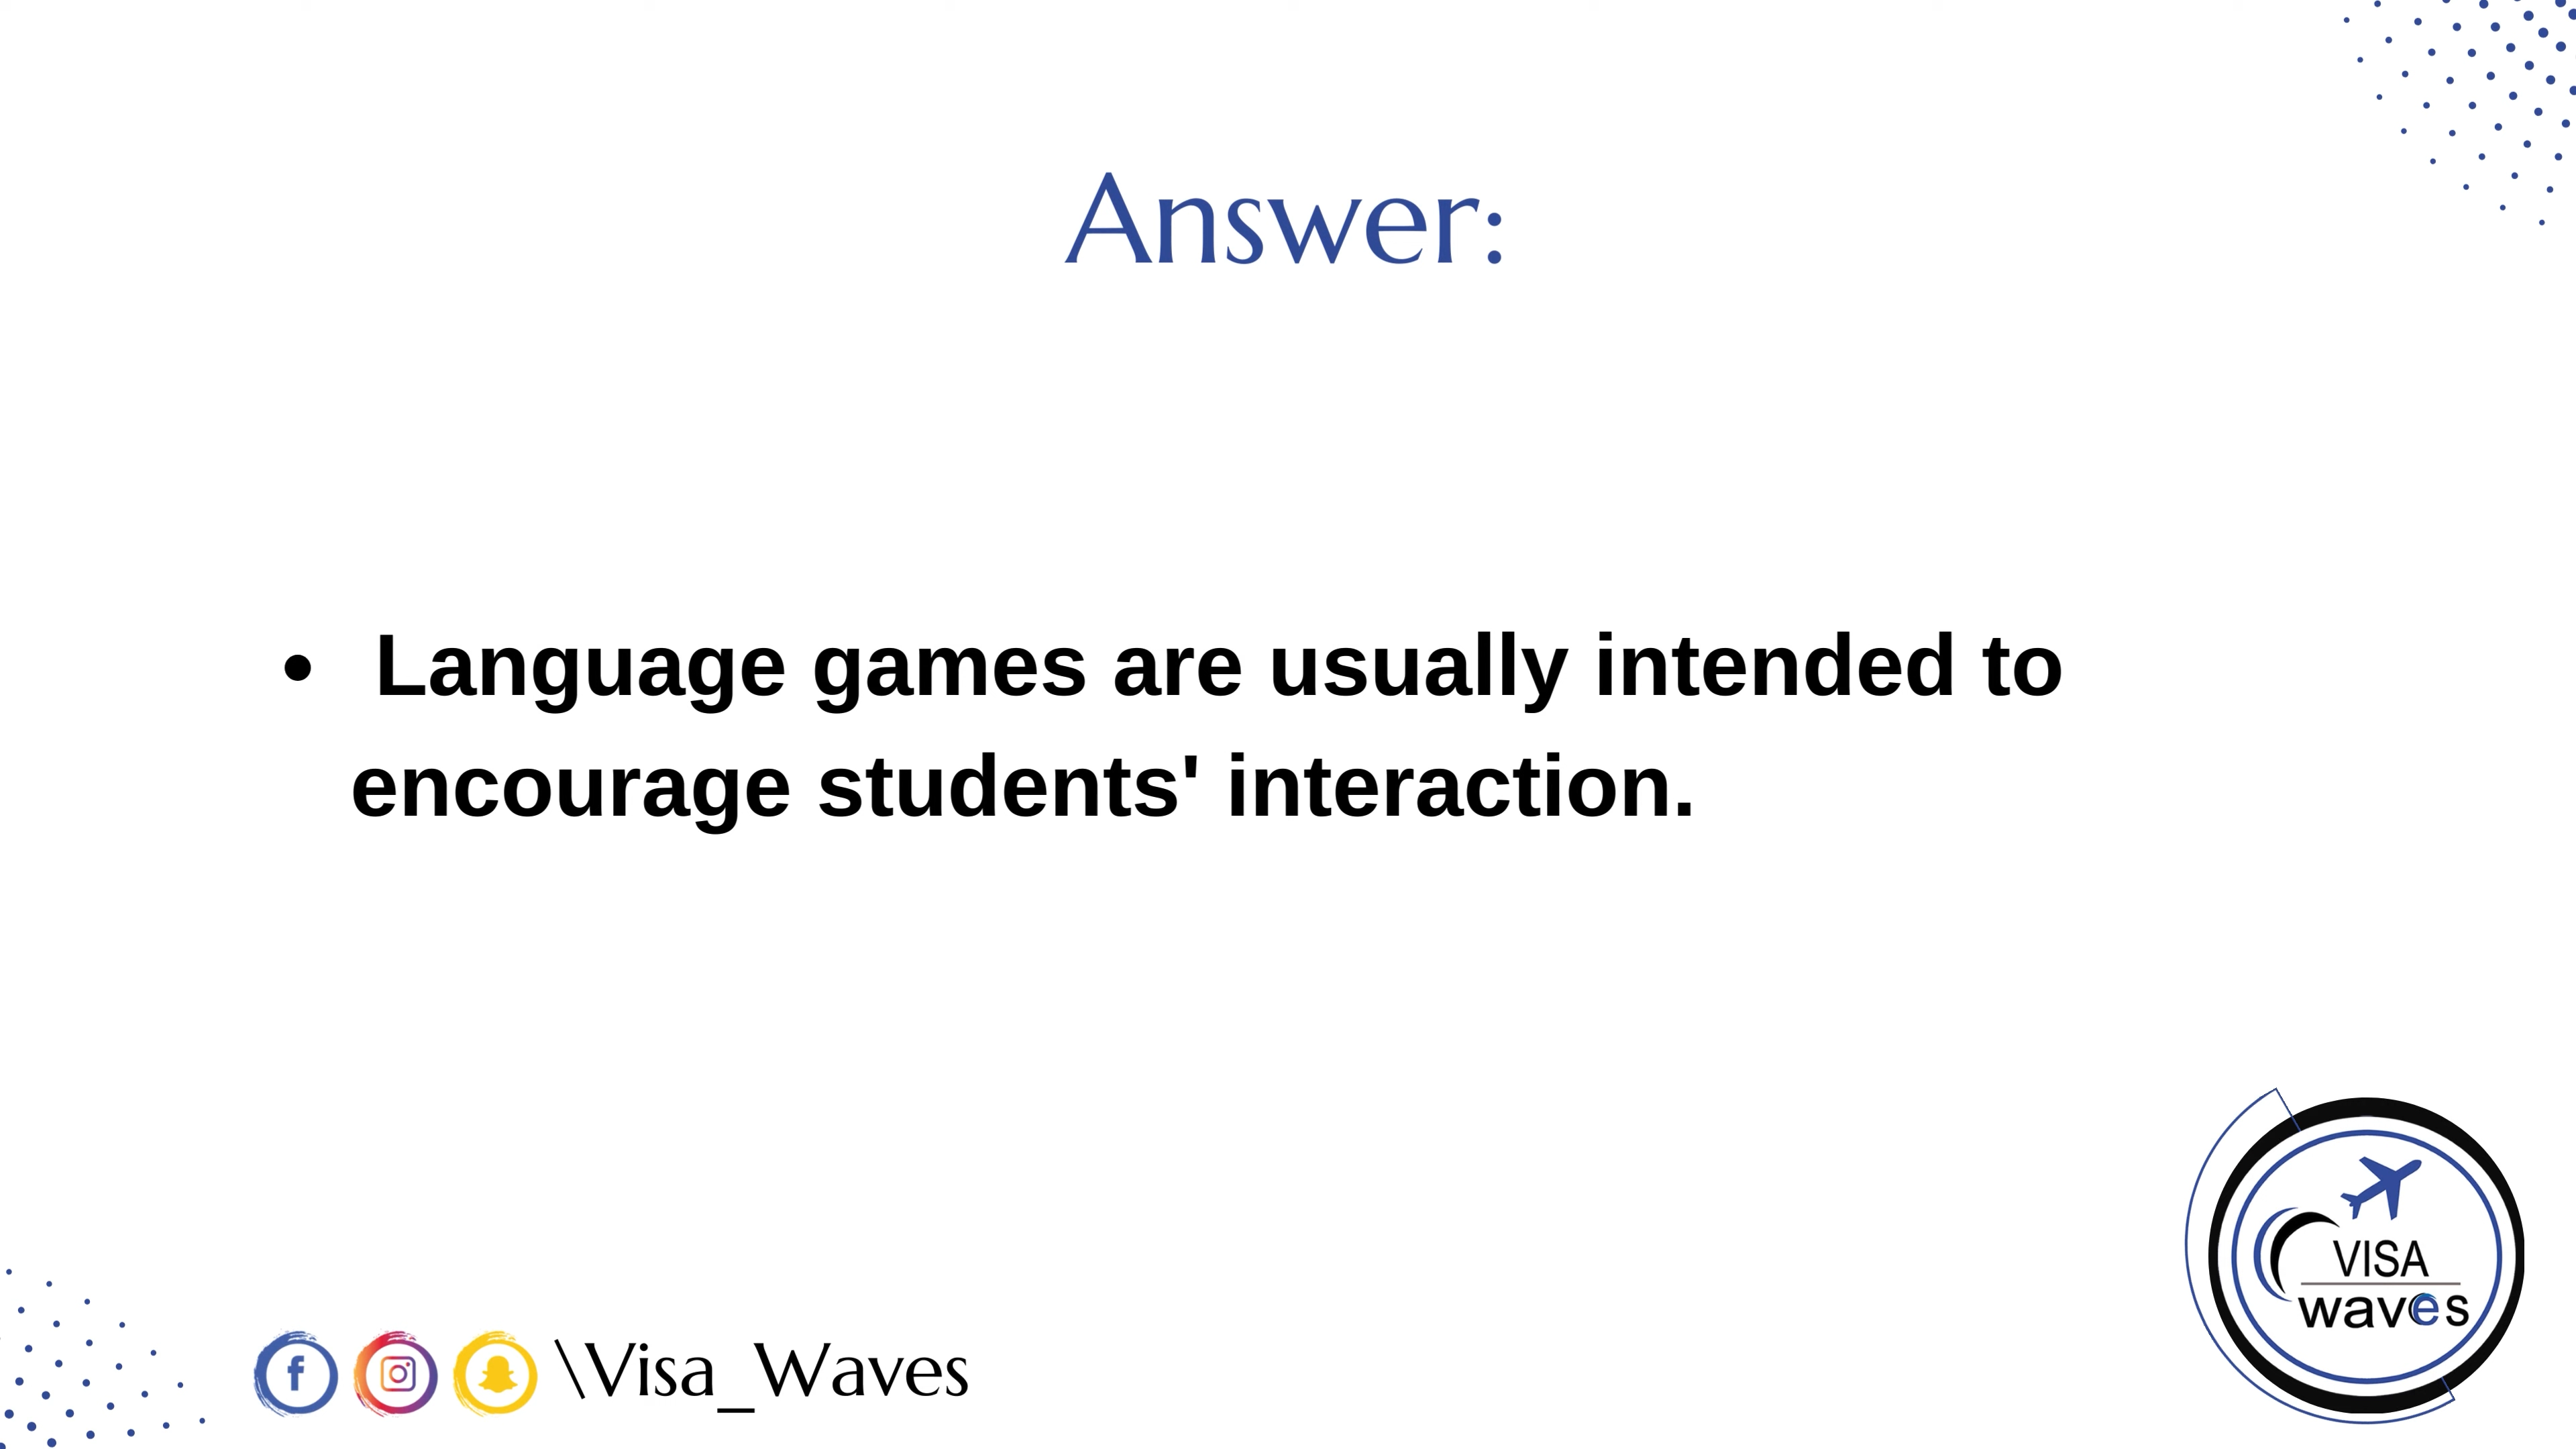 Answer:
• Language games are usually intended to
encourage students' interaction.
VISA
waves
\Visa_Waves